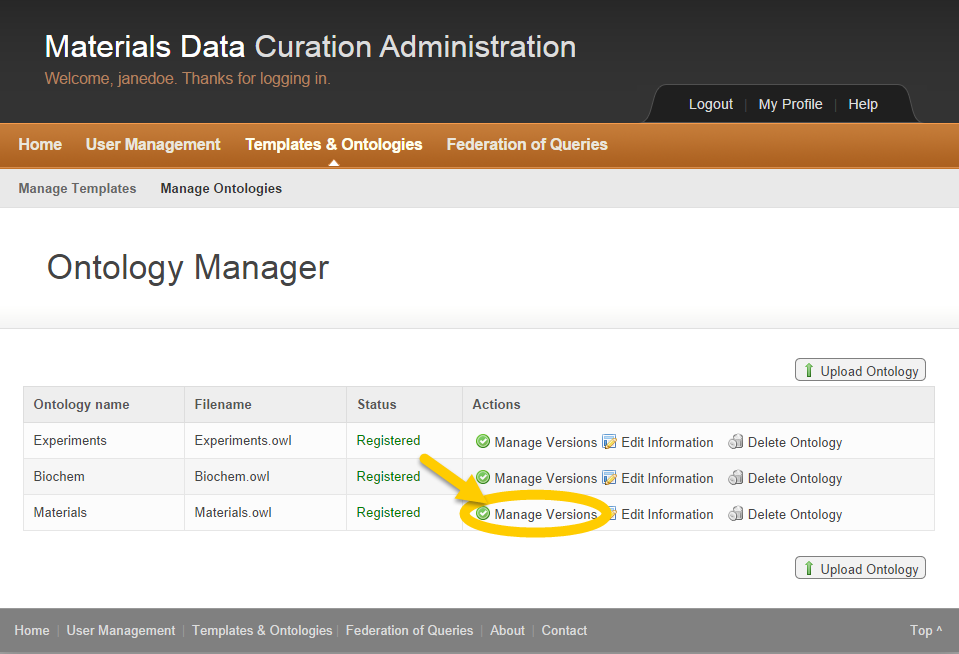 Materials Data Curation Administration
Welcome, janedoe. Thanks for logging in.
Logout | My Profile | Help
Home User Management Templates & Ontologies Federation of Queries
Manage Templates Manage Ontologies
Ontology Manager
Upload Ontology
Ontology name Filename Status Actions
Experiments Experiments.owl Registered Manage Versions Edit Information Delete Ontology
Biochem Biochem.owl Registered Manage Versions Edit Information Delete Ontology
Materials Materials.owl Registered Manage Versions Edit Information Delete Ontology
Upload Ontology
Home | User Management | Templates & Ontologies | Federation of Queries | About | Contact Top ^